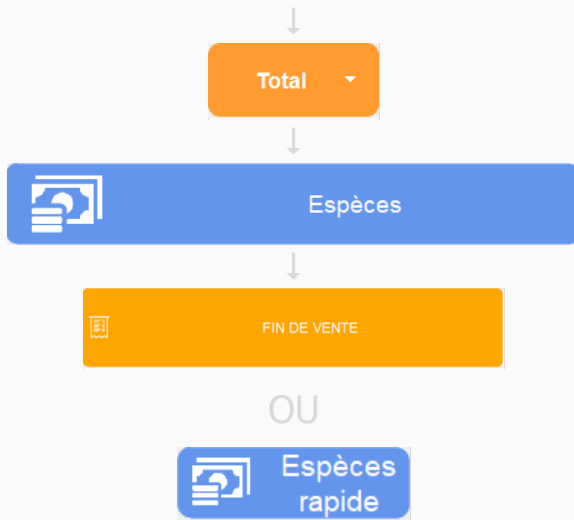 Total
Espèces
FIN DE VENTE
OU
Espèces
rapide